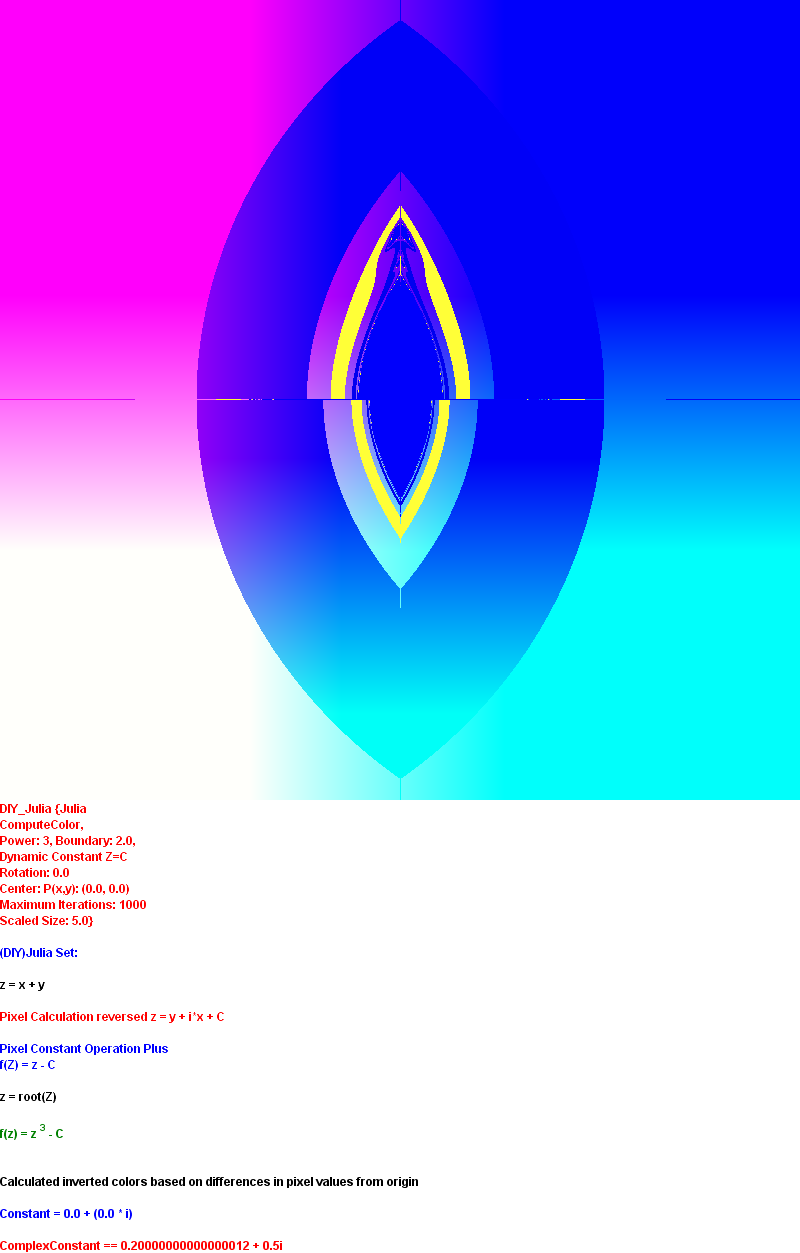 DIY_Julia {Julia
ComputeColor,
Power: 3, Boundary: 2.0,
Dynamic Constant Z=C
Rotation: 0.0
Center: P(x,y): (0.0, 0.0)
Maximum Iterations: 1000
Scaled Size: 5.0}
(DIY)Julia Set:
z = x + y
Pixel Calculation reversed z = y + i*x + C
Pixel Constant Operation Plus
f(Z) = z - C
z = root(Z)
f(z) = z ³ - C
Calculated inverted colors based on differences in pixel values from origin
Constant = 0.0 + (0.0 * i)
ComplexConstant == 0.20000000000000012 + 0.5i